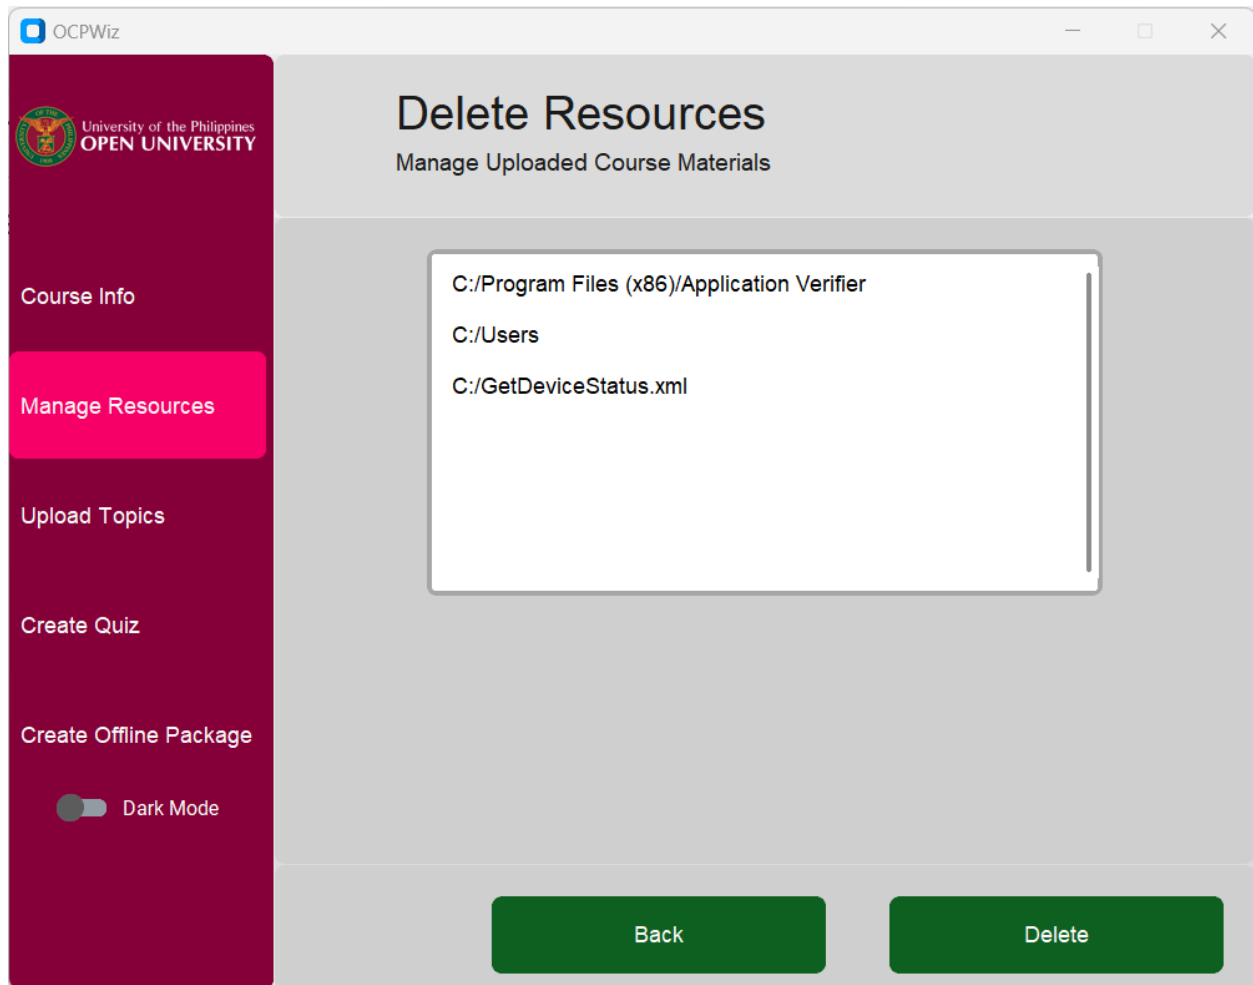 OCPWiz
University of the Philippines
OPEN UNIVERSITY
Course Info
Manage Resources
Upload Topics
Create Quiz
Create Offline Package
Dark Mode
Delete Resources
Manage Uploaded Course Materials
C:/Program Files (x86)/Application Verifier
C:/Users
C:/GetDeviceStatus.xml
Back
Delete